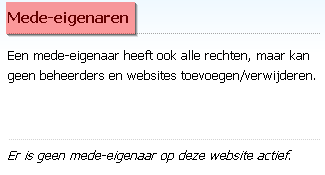 Mede-eigenaren
Een mede-eigenaar heeft ook alle rechten, maar kan
geen beheerders en websites toevoegen/verwijderen.
Er is geen mede-eigenaar op deze website actief.